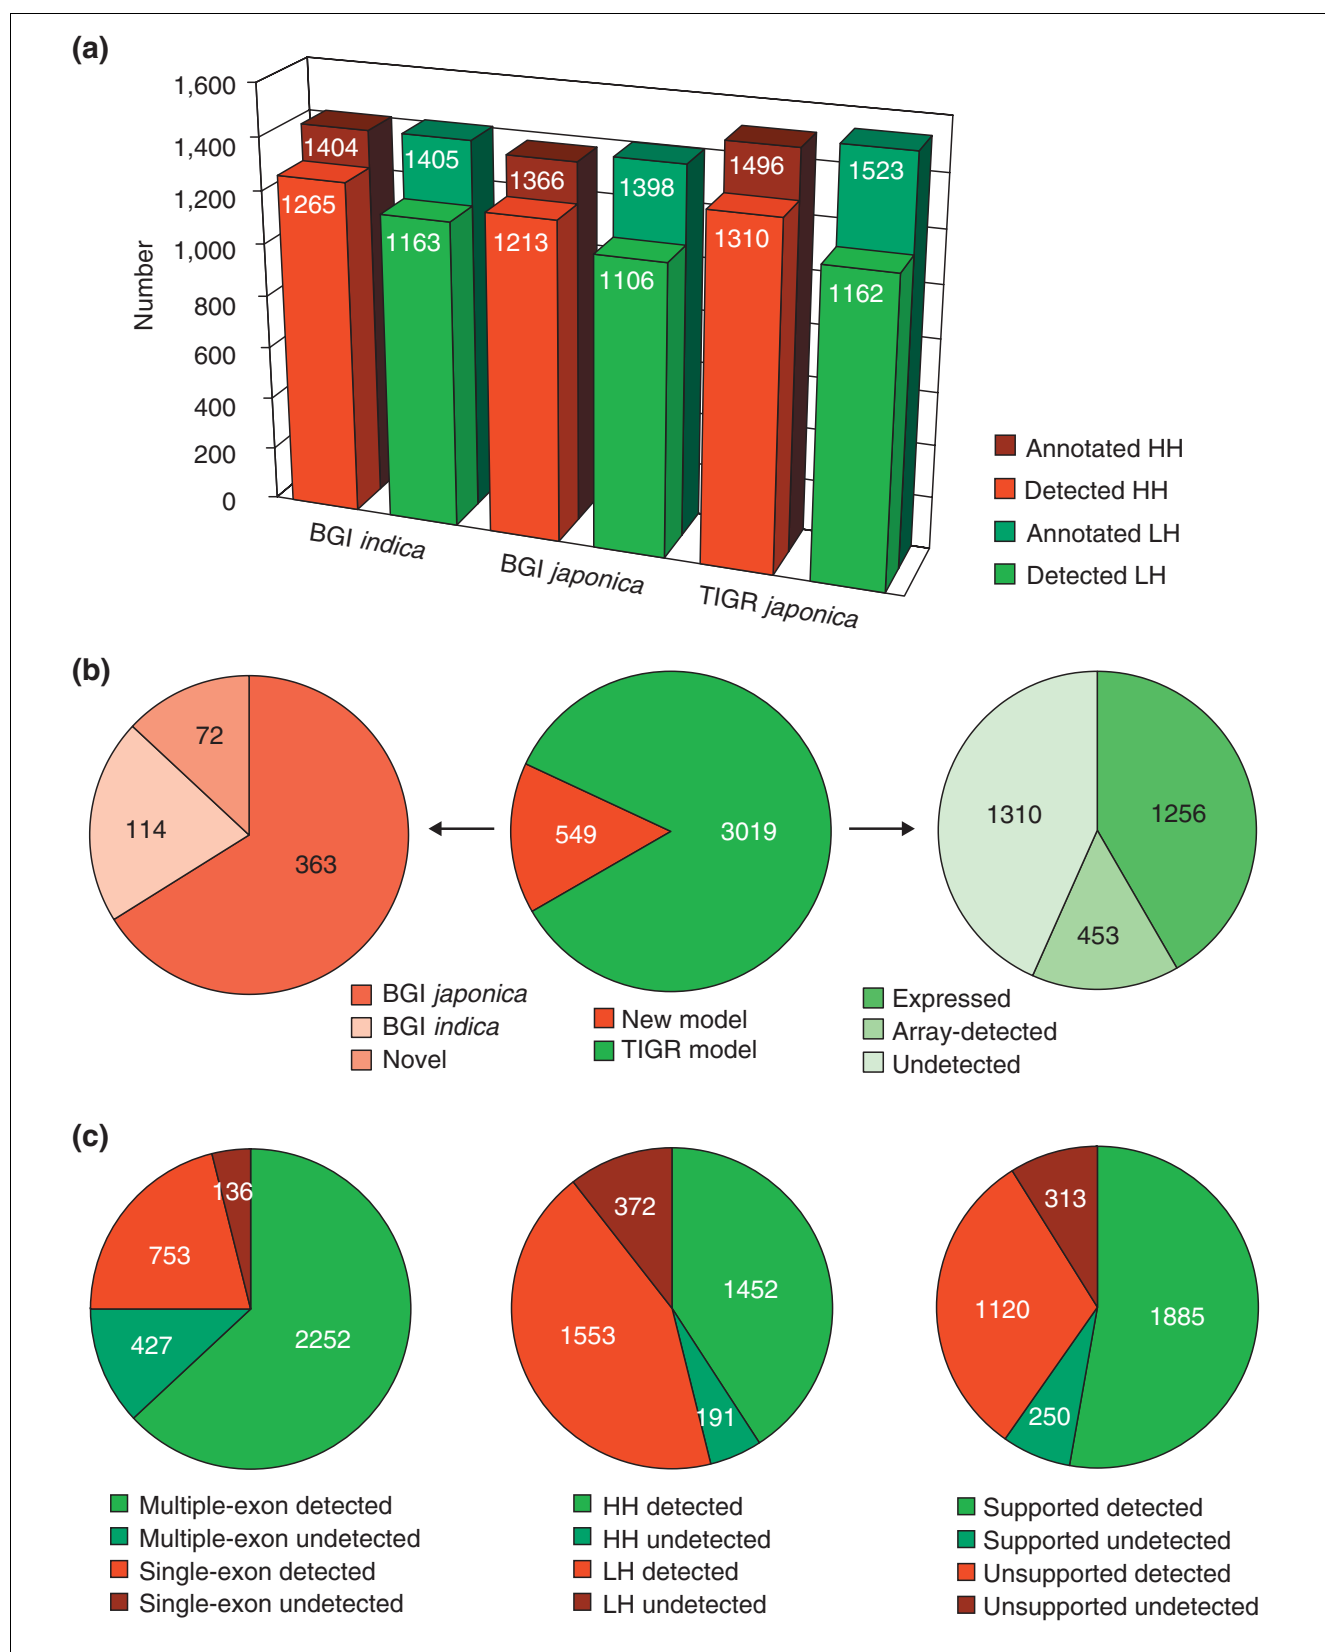 (a)
1,600
1,400
1,200
1,000
800
600
400
200
0
Number
1404
1265
1405
1163
1366
1213
1398
1106
1496
1310
1523
1162
BGI indica
BGI japonica
TIGR japonica
Annotated HH
Detected HH
Annotated LH
Detected LH
(b)
72
114
363
BGI japonica
BGI indica
Novel
549
3019
New model
TIGR model
1310
1256
453
Expressed
Array-detected
Undetected
(c)
136
753
427
2252
Multiple-exon detected
Multiple-exon undetected
Single-exon detected
Single-exon undetected
372
1452
1553
191
HH detected
HH undetected
LH detected
LH undetected
313
1120
1885
250
Supported detected
Supported undetected
Unsupported detected
Unsupported undetected